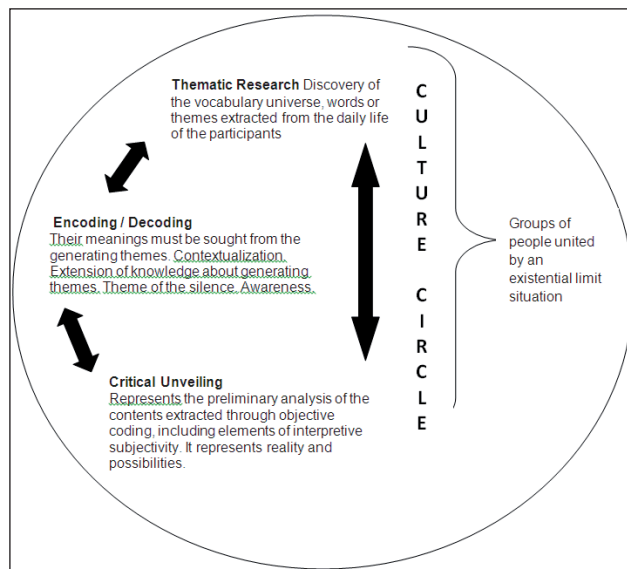 Thematic Research Discovery of
the vocabulary universe, words or
themes extracted from the daily life
of the participants
Encoding / Decoding
Their meanings must be sought from the
generating themes. Contextualization.
Extension of knowledge about generating
themes. Theme of the silence. Awareness.
Critical Unveiling
Represents the preliminary analysis of the
contents extracted through objective
coding, including elements of interpretive
subjectivity. It represents reality and
possibilities.
CULTURE CIRCLE
Groups of
people united
by an
existential limit
situation